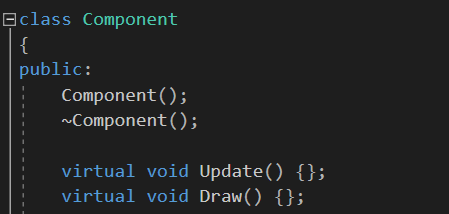 class Component
{
public:
Component();
~Component();
virtual void Update() {};
virtual void Draw() {};